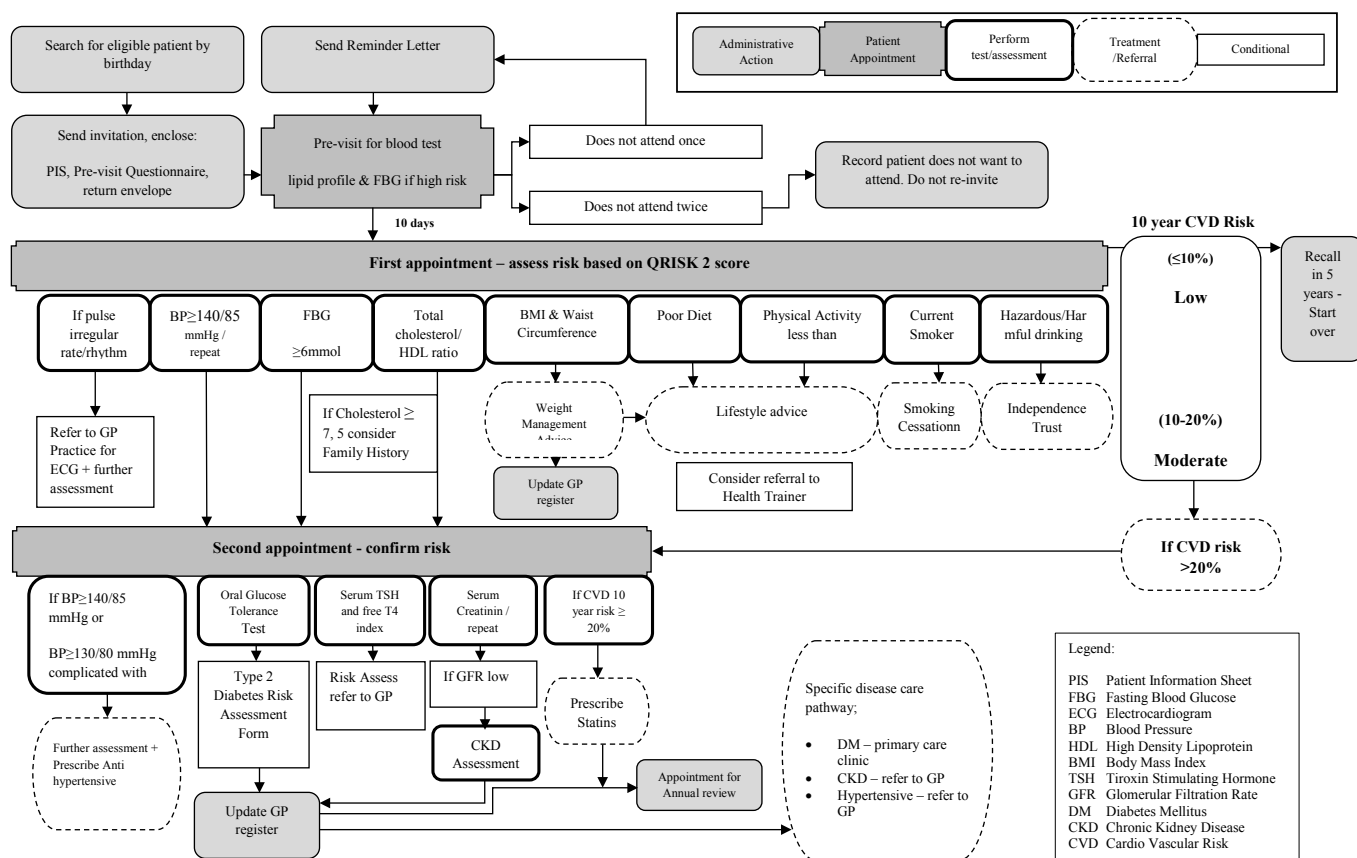 Search for eligible patient by
birthday
Send Reminder Letter
Administrative
Action
Patient
Appointment
Perform
test/assessment
Treatment
/Referral
Conditional
Send invitation, enclose:
PIS, Pre-visit Questionnaire,
return envelope
Pre-visit for blood test
lipid profile & FBG if high risk
Does not attend once
Does not attend twice
Record patient does not want to
attend. Do not re-invite
10 days
10 year CVD Risk
First appointment – assess risk based on QRISK 2 score
(≤10%)
Low
(10-20%)
Moderate
Recall
in 5
years -
Start
over
If pulse
irregular
rate/rhythm
BP≥140/85
mmHg /
repeat
FBG
≥6mmol
Total
cholesterol/
HDL ratio
BMI & Waist
Circumference
Poor Diet
Physical Activity
less than
Current
Smoker
Hazardous/Har
mful drinking
Refer to GP
Practice for
ECG + further
assessment
If Cholesterol ≥
7, 5 consider
Family History
Weight
Management
Advice
Lifestyle advice
Smoking
Cessationn
Independence
Trust
Update GP
register
Consider referral to
Health Trainer
Second appointment - confirm risk
If CVD risk
>20%
If BP≥140/85
mmHg or
BP≥130/80 mmHg
complicated with
Oral Glucose
Tolerance
Test
Serum TSH
and free T4
index
Serum
Creatinin /
repeat
If CVD 10
year risk ≥
20%
Type 2
Diabetes Risk
Assessment
Form
Risk Assess
refer to GP
If GFR low
Prescribe
Statins
Further assessment +
Prescribe Anti
hypertensive
CKD
Assessment
Update GP
register
Appointment for
Annual review
Specific disease care
pathway;
• DM – primary care
clinic
• CKD – refer to GP
• Hypertensive – refer to
GP
Legend:
PIS Patient Information Sheet
FBG Fasting Blood Glucose
ECG Electrocardiogram
BP Blood Pressure
HDL High Density Lipoprotein
BMI Body Mass Index
TSH Tiroxin Stimulating Hormone
GFR Glomerular Filtration Rate
DM Diabetes Mellitus
CKD Chronic Kidney Disease
CVD Cardio Vascular Risk